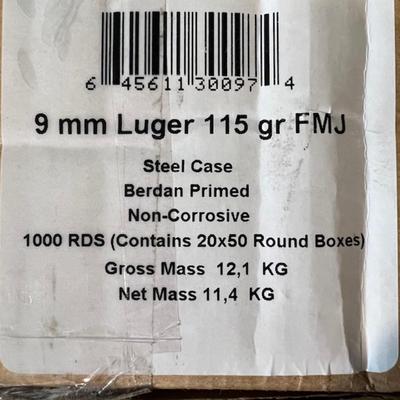 6 45611 30097 4
9 mm Luger 115 gr FMJ
Steel Case
Berdan Primed
Non-Corrosive
1000 RDS (Contains 20x50 Round Boxes)
Gross Mass 12,1 KG
Net Mass 11,4 KG